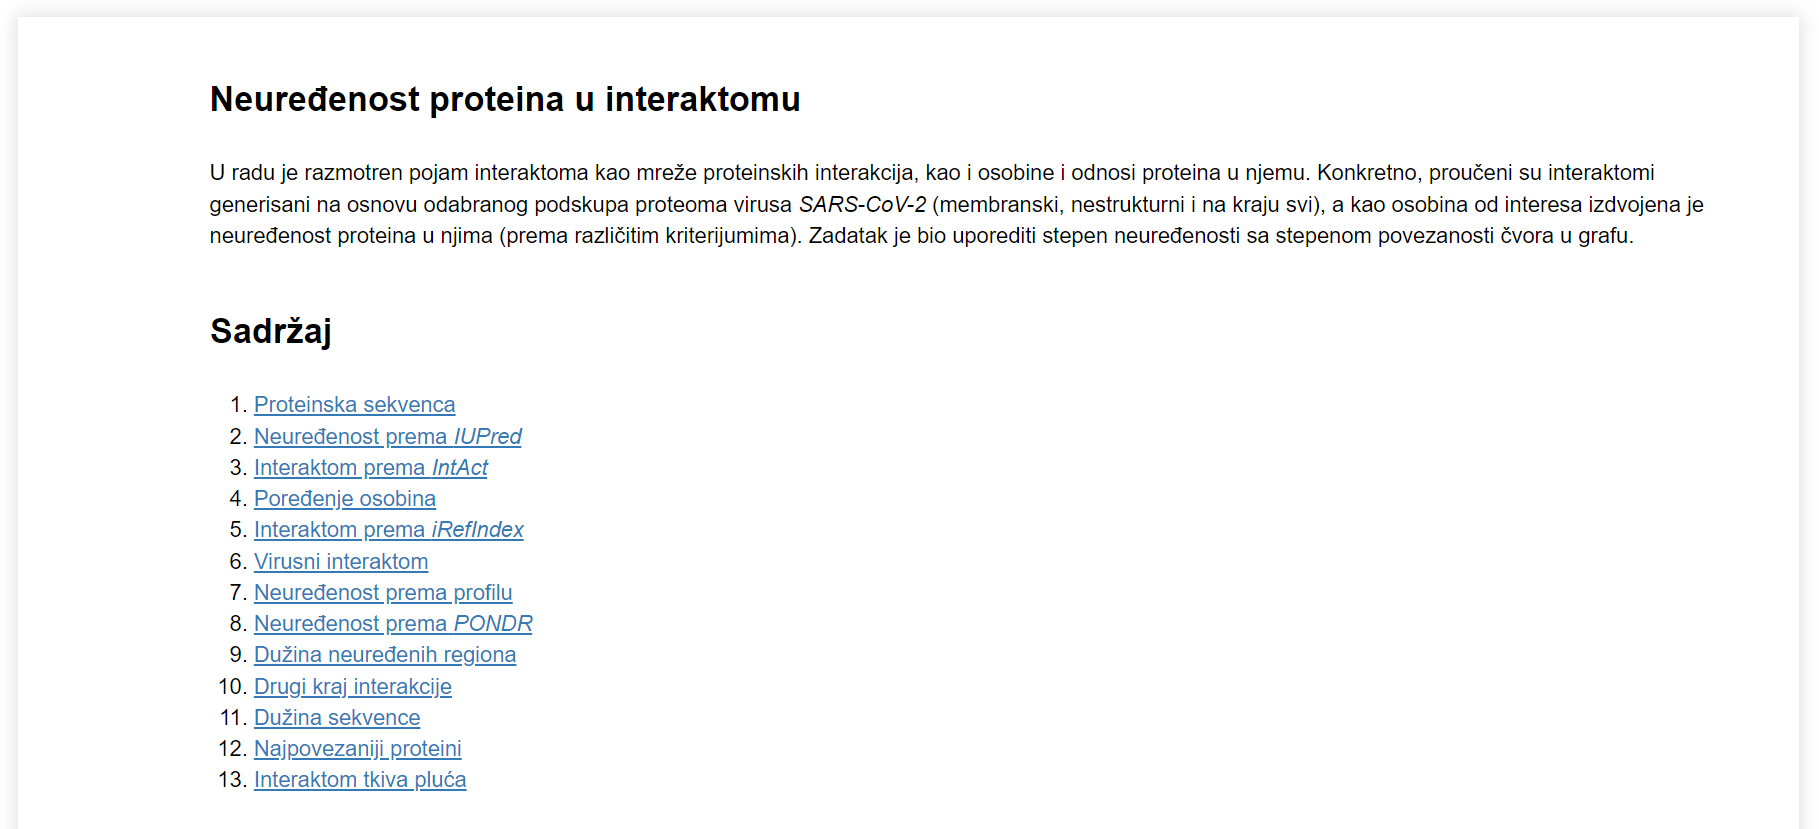 Neuređenost proteina u interaktomu
U radu je razmotren pojam interaktoma kao mreže proteinskih interakcija, kao i osobine i odnosi proteina u njemu. Konkretno, proučeni su interaktomi
generisani na osnovu odabranog podskupa proteoma virusa SARS-CoV-2 (membranski, nestrukturni i na kraju svi), a kao osobina od interesa izdvojena je
neuređenost proteina u njima (prema različitim kriterijumima). Zadatak je bio uporediti stepen neuređenosti sa stepenom povezanosti čvora u grafu.
Sadržaj
1. Proteinska sekvenca
2. Neuređenost prema IUPred
3. Interaktom prema IntAct
4. Poređenje osobina
5. Interaktom prema iRefIndex
6. Virusni interaktom
7. Neuređenost prema profilu
8. Neuređenost prema PONDR
9. Dužina neuređenih regiona
10. Drugi kraj interakcije
11. Dužina sekvence
12. Najpovezaniji proteini
13. Interaktom tkiva pluća